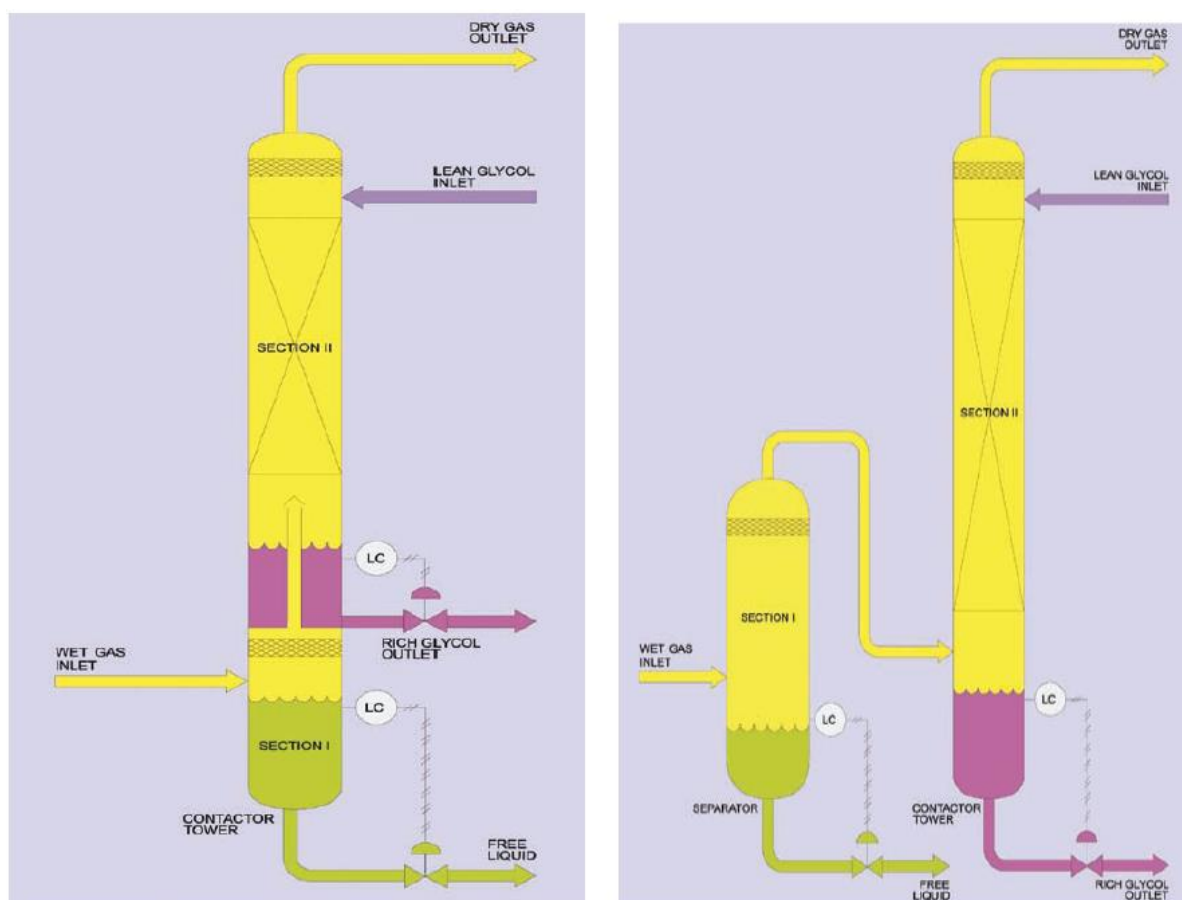 DRY GAS
OUTLET
LEAN GLYCOL
INLET
SECTION II
LC
RICH GLYCOL
OUTLET
WET GAS
INLET
LC
SECTION I
CONTACTOR
TOWER
FREE
LIQUID
DRY GAS
OUTLET
LEAN GLYCOL
INLET
SECTION II
SECTION I
WET GAS
INLET
LC
LC
SEPARATOR
CONTACTOR
TOWER
FREE
LIQUID
RICH GLYCOL
OUTLET